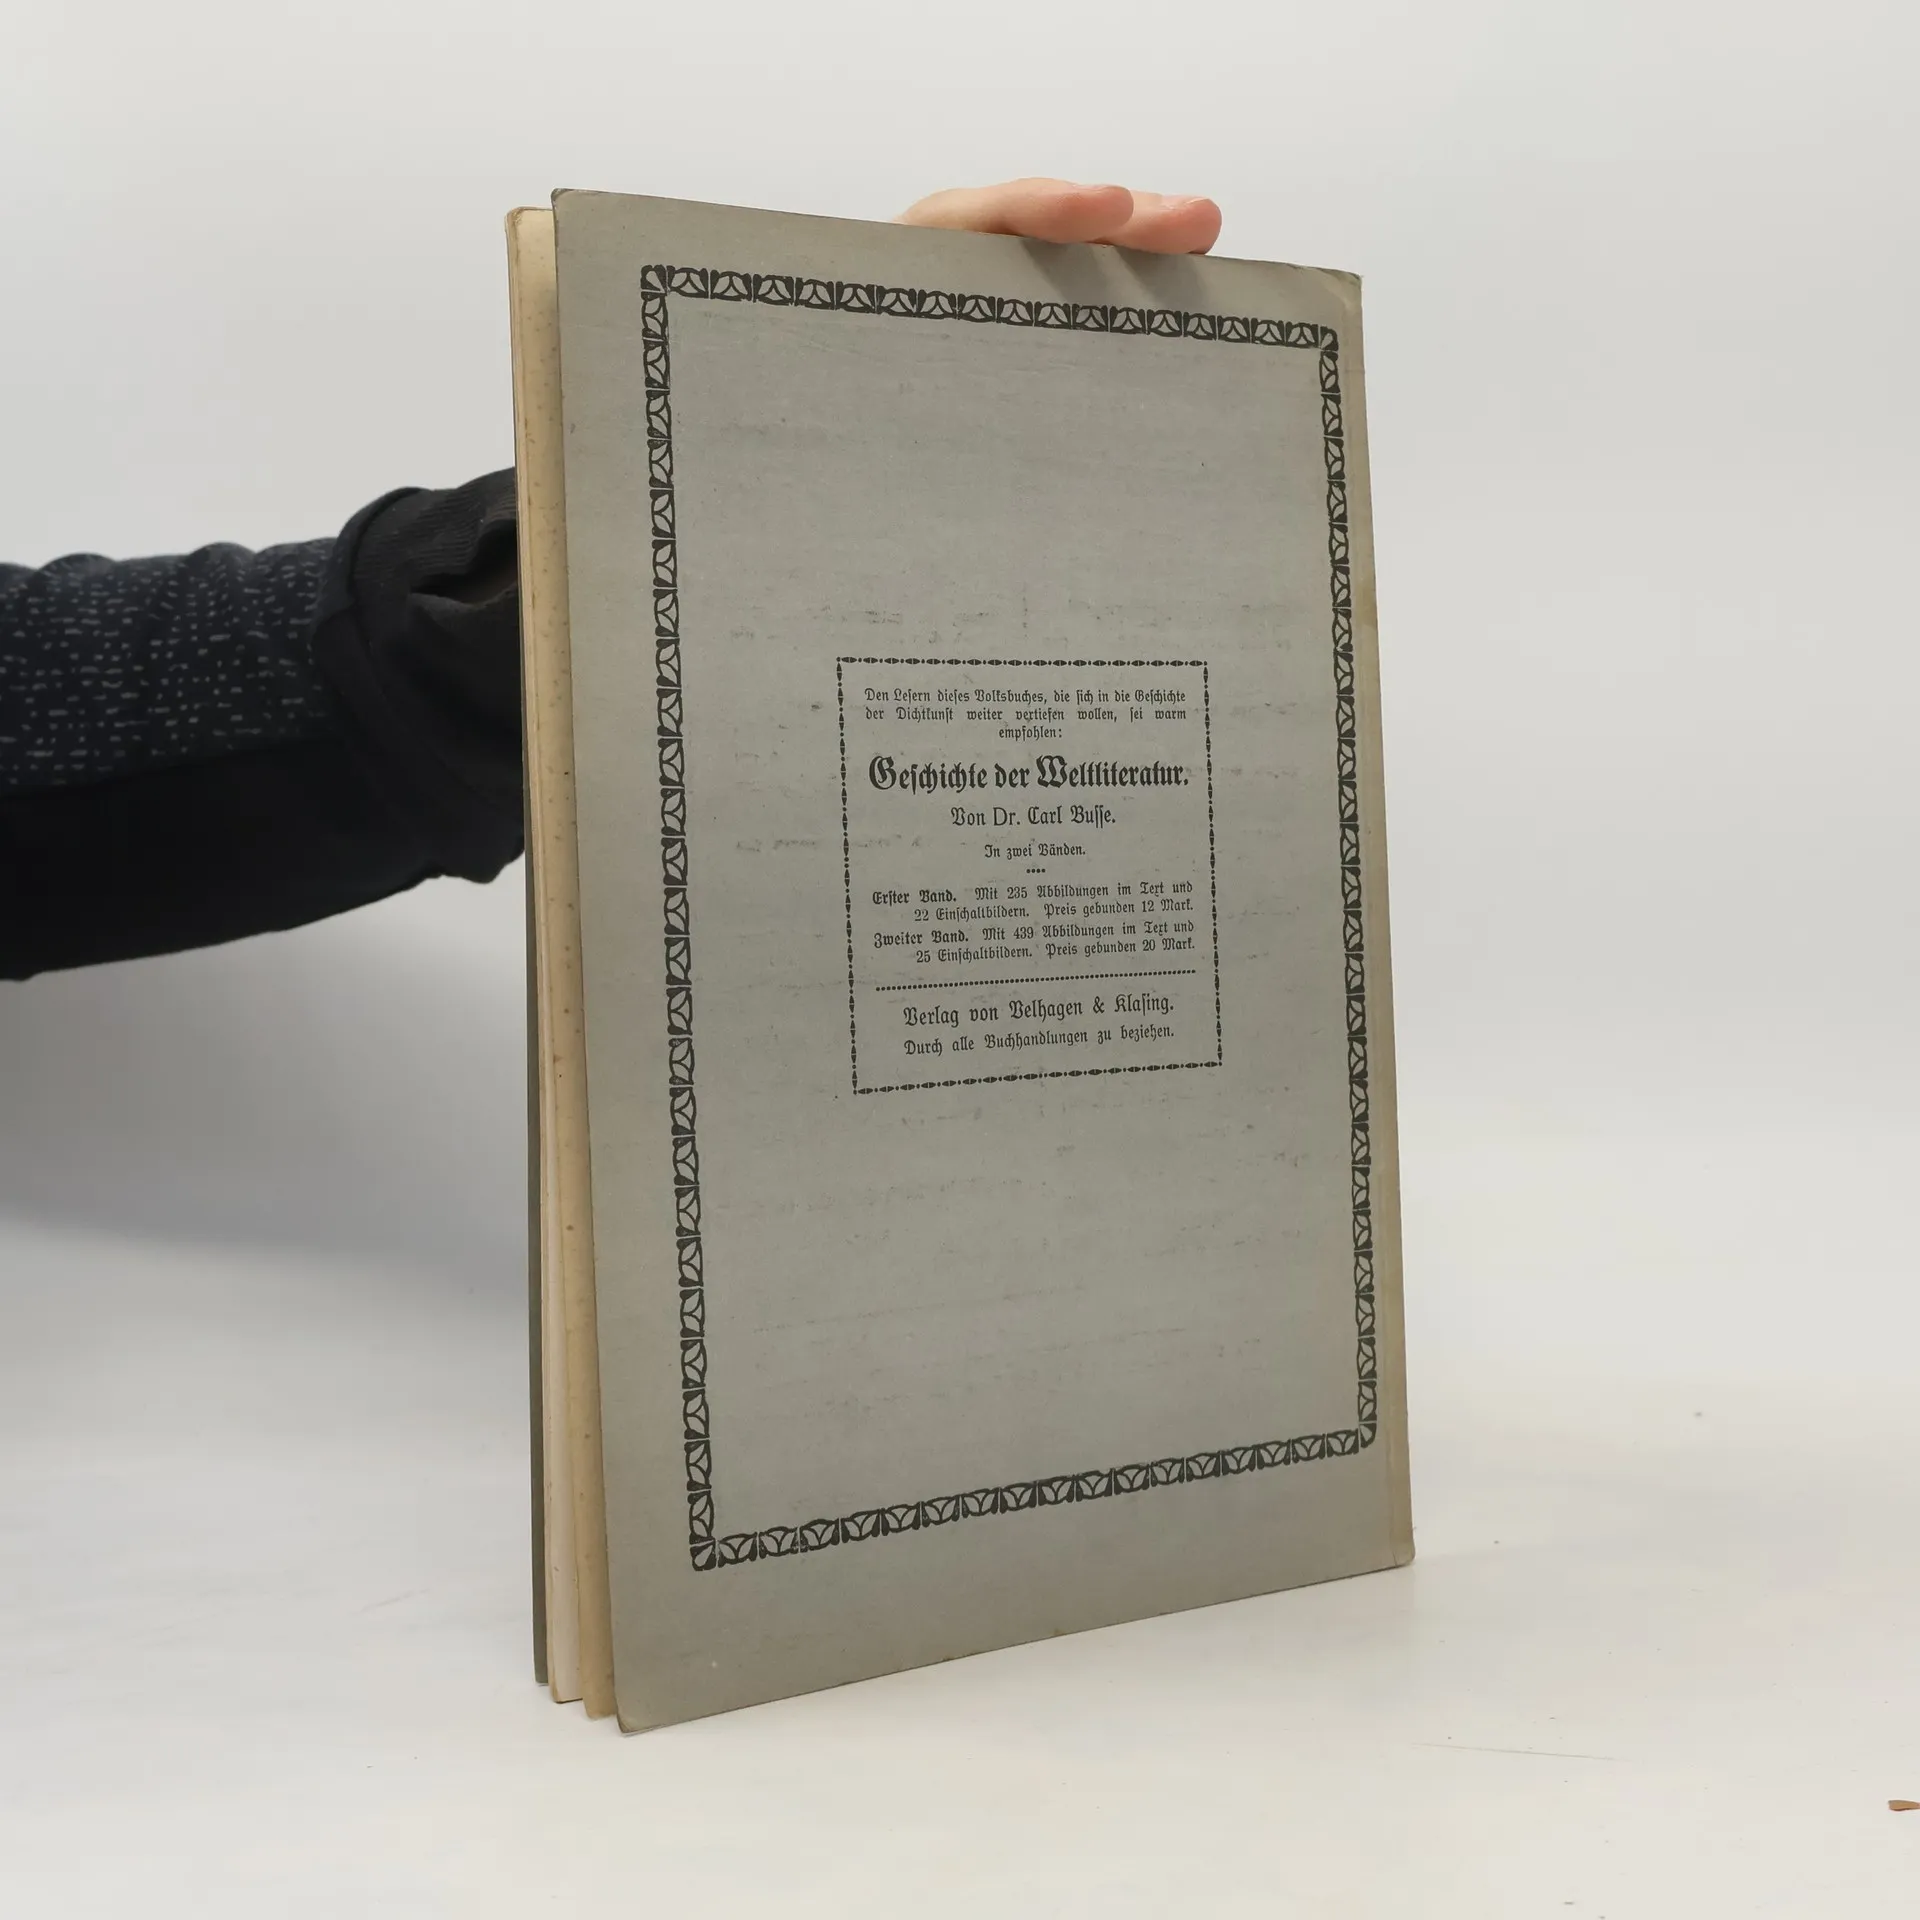 Den Lesern dieses Volksbuches, die sich in die Geschichte
der Dichtkunst weiter vertiefen wollen, sei warm
empfohlen:
Geschichte der Weltliteratur.
Von Dr. Carl Busse.
In zwei Bänden.
Erster Band. Mit 235 Abbildungen im Text und
22 Einschaltbildern. Preis gebunden 12 Mark.
Zweiter Band. Mit 439 Abbildungen im Text und
25 Einschaltbildern. Preis gebunden 20 Mark.
Verlag von Velhagen & Klasing.
Durch alle Buchhandlungen zu beziehen.